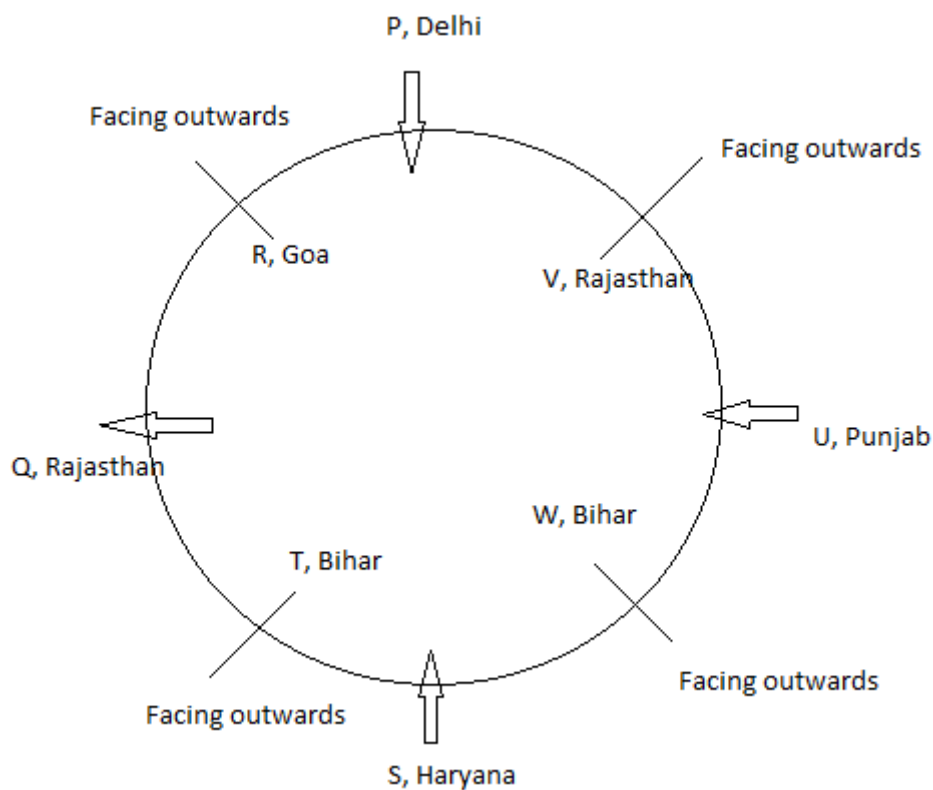 P, Delhi
Facing outwards
Facing outwards
R, Goa
V, Rajasthan
Q, Rajasthan
U, Punjab
W, Bihar
T, Bihar
Facing outwards
Facing outwards
S, Haryana